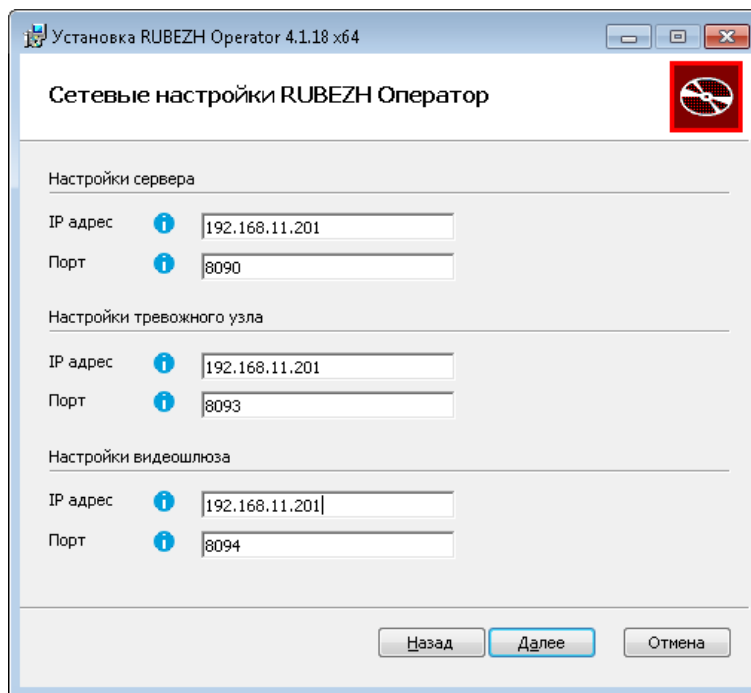 Установка RUBEZH Operator 4.1.18 x64
Сетевые настройки RUBEZH Оператор
Настройки сервера
IP адрес 192.168.11.201
Порт 8090
Настройки тревожного узла
IP адрес 192.168.11.201
Порт 8093
Настройки видеошлюза
IP адрес 192.168.11.201
Порт 8094
Назад Далее Отмена